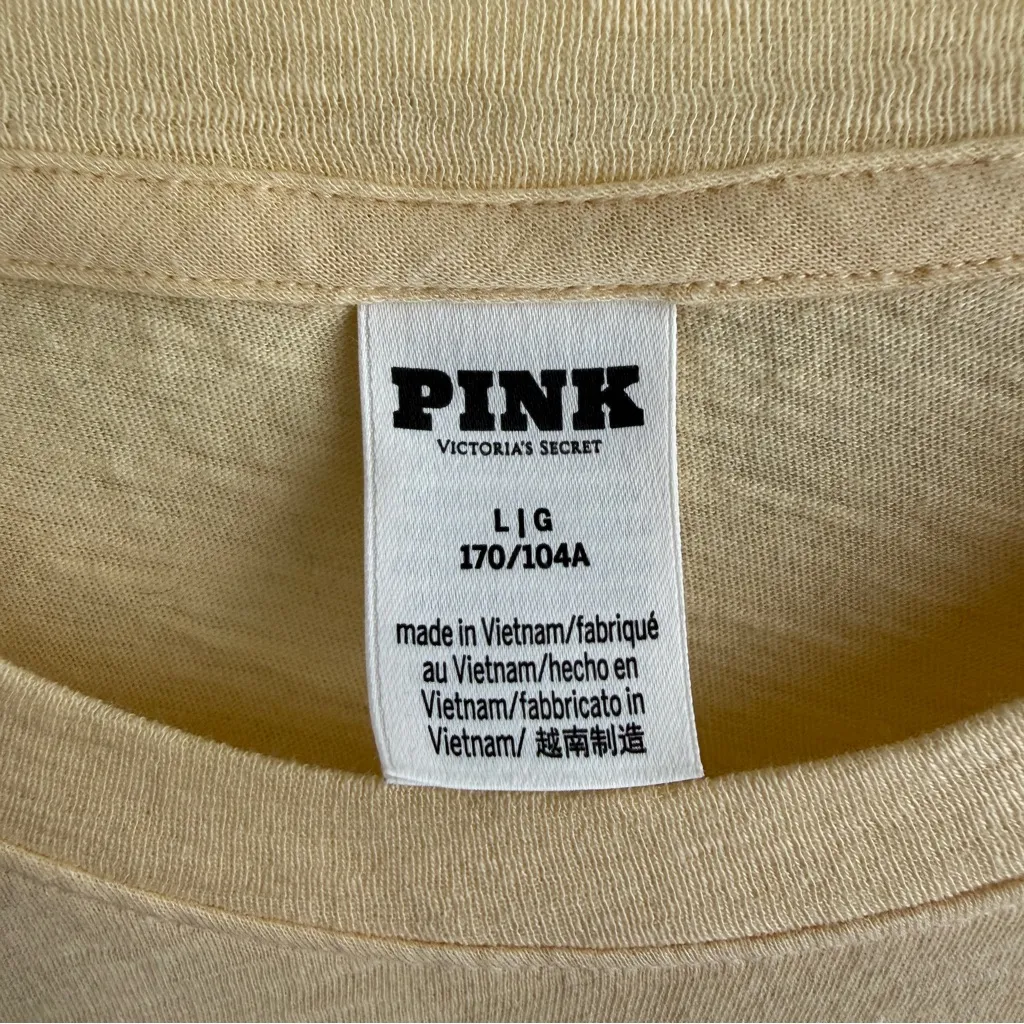 PINK
VICTORIA'S SECRET
L | G
170/104A
made in Vietnam/fabriqué
au Vietnam/hecho en
Vietnam/fabbricato in
Vietnam/ 越南制造